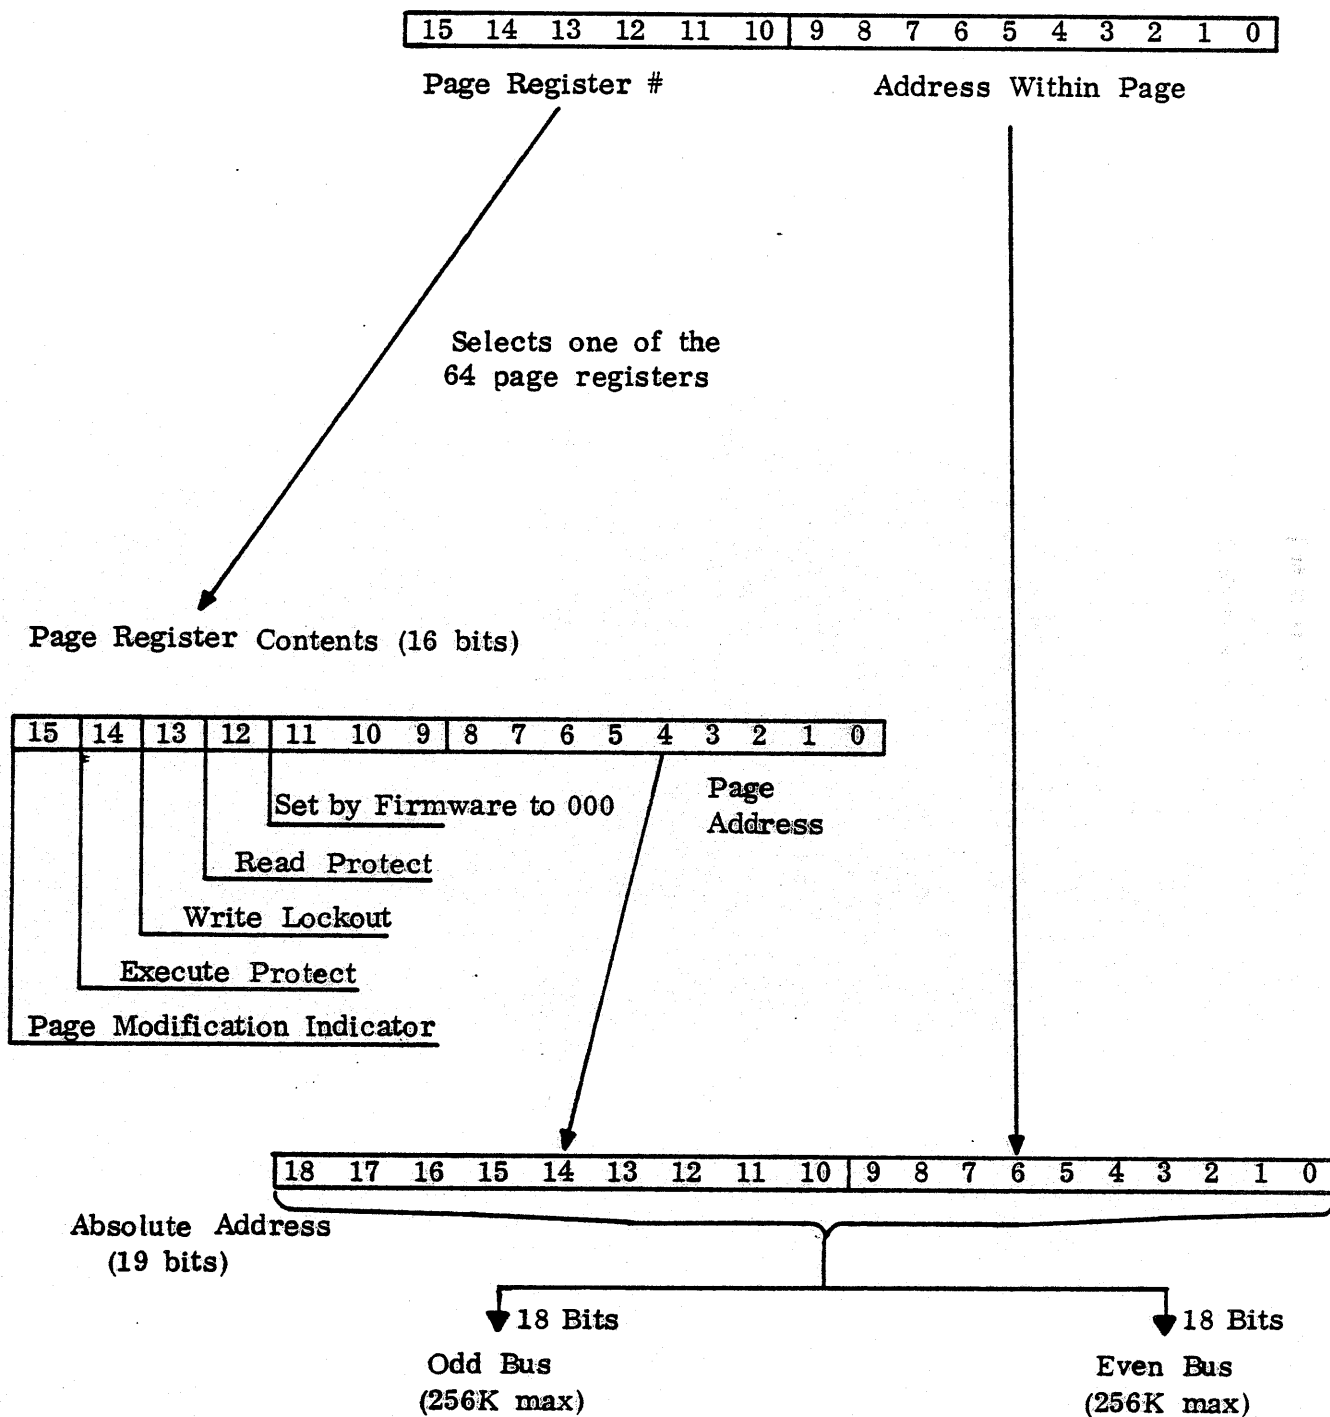 15 14 13 12 11 10 9 8 7 6 5 4 3 2 1 0
Page Register #
Address Within Page
Selects one of the
64 page registers
Page Register Contents (16 bits)
15 14 13 12 11 10 9 8 7 6 5 4 3 2 1 0
Set by Firmware to 000
Page
Address
Read Protect
Write Lockout
Execute Protect
Page Modification Indicator
18 17 16 15 14 13 12 11 10 9 8 7 6 5 4 3 2 1 0
Absolute Address
(19 bits)
18 Bits
18 Bits
Odd Bus
(256K max)
Even Bus
(256K max)